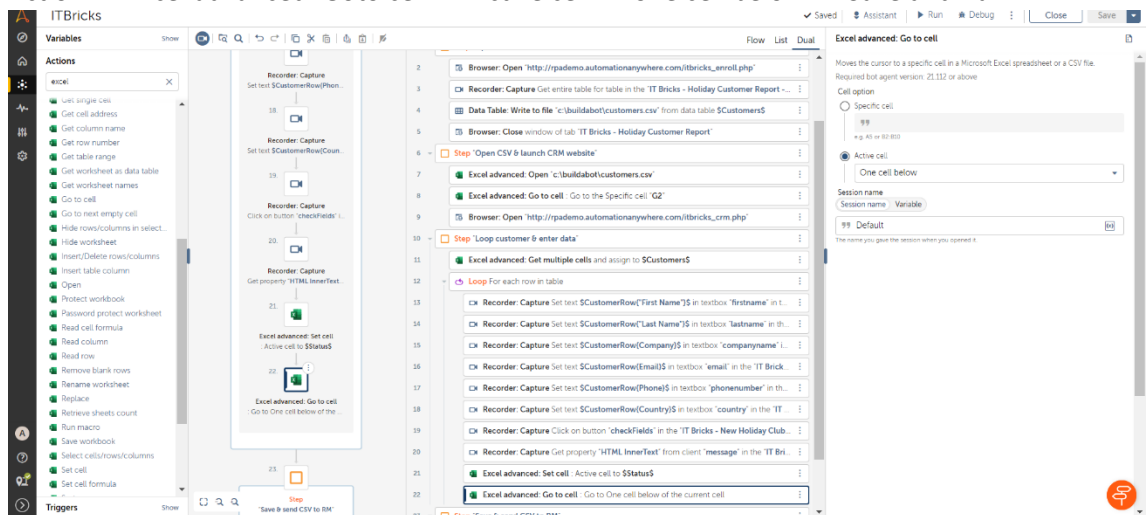 ITBricks
Saved
Assistant
Run
Debug
Close
Save
Variables
Show
Flow
List
Dual
Excel advanced: Go to cell
Actions
excel
Get single cell
Get cell address
Get column name
Get row number
Get table range
Get worksheet as data table
Get worksheet names
Go to cell
Go to next empty cell
Hide rows/columns in select..
Hide worksheet
Insert/Delete rows/columns
Insert table column
Open
Protect workbook
Password protect worksheet
Read cell formula
Read column
Read row
Remove blank rows
Rename worksheet
Replace
Retrieve sheets count
Run macro
Save workbook
Select cells/rows/columns
Set cell
Set cell formula
Triggers
Show
Recorder: Capture
Set text $CustomerRow{Phon..
18.
Recorder: Capture
Set text $CustomerRow{Coun..
19.
Recorder: Capture
Click on button "checkFields" i...
20.
Recorder: Capture
Get property "HTML InnerText..
21.
Excel advanced: Set cell
: Active cell to $Status$
22.
Excel advanced: Go to cell
: Go to One cell below of the ...
23.
Step
"Save & send CSV to RM"
2 Browser: Open "http://rpademo.automationanywhere.com/itbricks_enroll.php"
3 Recorder: Capture Get entire table for table in the "IT Bricks - Holiday Customer Report -...
4 Data Table: Write to file "c:\buildabot\customers.csv" from data table $Customers$
5 Browser: Close window of tab "IT Bricks - Holiday Customer Report"
6 Step "Open CSV & launch CRM website"
7 Excel advanced: Open "c:\buildabot\customers.csv"
8 Excel advanced: Go to cell : Go to the Specific cell "G2"
9 Browser: Open "http://rpademo.automationanywhere.com/itbricks_crm.php"
10 Step "Loop customer & enter data"
11 Excel advanced: Get multiple cells and assign to $Customers$
12 Loop For each row in table
13 Recorder: Capture Set text $CustomerRow{"First Name"}$ in textbox "firstname" in t...
14 Recorder: Capture Set text $CustomerRow{"Last Name"}$ in textbox "lastname" in th...
15 Recorder: Capture Set text $CustomerRow{Company}$ in textbox "companyname" i...
16 Recorder: Capture Set text $CustomerRow{Email}$ in textbox "email" in the "IT Brick...
17 Recorder: Capture Set text $CustomerRow{Phone}$ in textbox "phonenumber" in th...
18 Recorder: Capture Set text $CustomerRow{Country}$ in textbox "country" in the "IT ...
19 Recorder: Capture Click on button "checkFields" in the "IT Bricks - New Holiday Club...
20 Recorder: Capture Get property "HTML InnerText" from client "message" in the "IT Bri...
21 Excel advanced: Set cell : Active cell to $Status$
22 Excel advanced: Go to cell : Go to One cell below of the current cell
Moves the cursor to a specific cell in a Microsoft Excel spreadsheet or a CSV file.
Required bot agent version: 21.112 or above
Cell option
Specific cell
e.g. A5 or B2:B10
Active cell
One cell below
Session name
Session name
Variable
Default
The name you gave the session when you opened it.
A